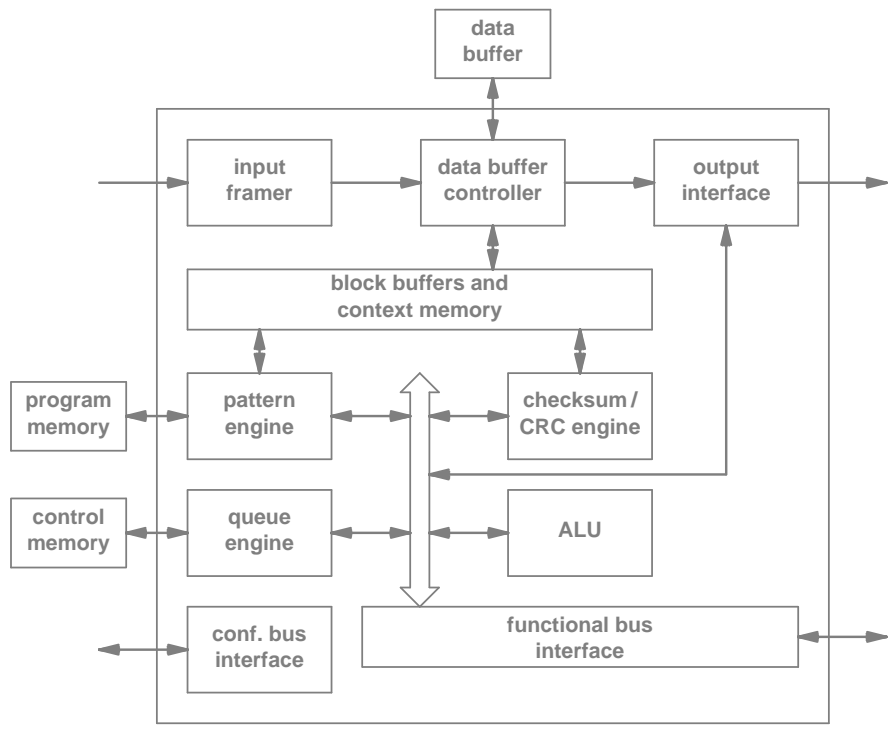 data
buffer
input
framer
data buffer
controller
output
interface
block buffers and
context memory
program
memory
pattern
engine
checksum /
CRC engine
control
memory
queue
engine
ALU
conf. bus
interface
functional bus
interface